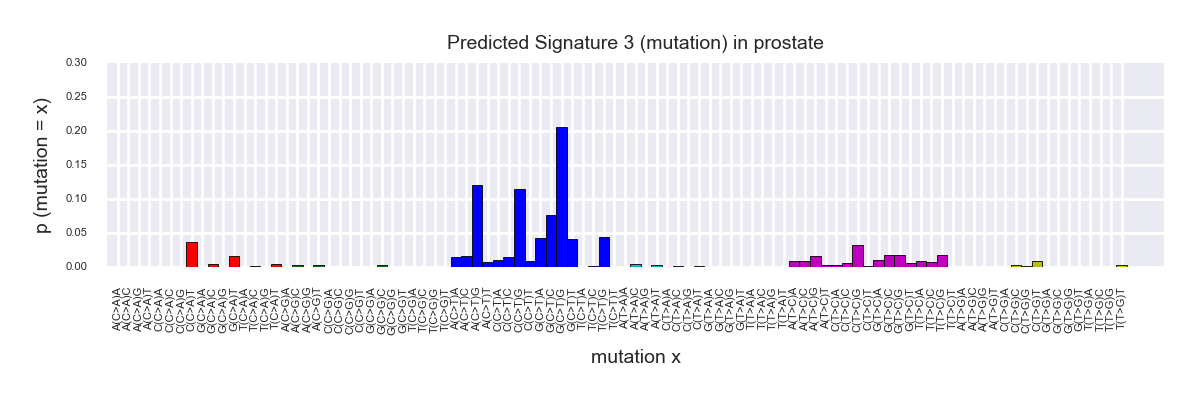 Predicted Signature 3 (mutation) in prostate
p (mutation = x)
0.30
0.25
0.20
0.15
0.10
0.05
0.00
A(C>A)A
A(C>A)C
A(C>A)G
A(C>A)T
C(C>A)A
C(C>A)C
C(C>A)G
C(C>A)T
G(C>A)A
G(C>A)C
G(C>A)G
G(C>A)T
T(C>A)A
T(C>A)C
T(C>A)G
T(C>A)T
A(C>G)A
A(C>G)C
A(C>G)G
A(C>G)T
C(C>G)A
C(C>G)C
C(C>G)G
C(C>G)T
G(C>G)A
G(C>G)C
G(C>G)G
G(C>G)T
T(C>G)A
T(C>G)C
T(C>G)G
T(C>G)T
A(C>T)A
A(C>T)C
A(C>T)G
A(C>T)T
C(C>T)A
C(C>T)C
C(C>T)G
C(C>T)T
G(C>T)A
G(C>T)C
G(C>T)G
G(C>T)T
T(C>T)A
T(C>T)C
T(C>T)G
T(C>T)T
A(T>A)A
A(T>A)C
A(T>A)G
A(T>A)T
C(T>A)A
C(T>A)C
C(T>A)G
C(T>A)T
G(T>A)A
G(T>A)C
G(T>A)G
G(T>A)T
T(T>A)A
T(T>A)C
T(T>A)G
T(T>A)T
A(T>C)A
A(T>C)C
A(T>C)G
A(T>C)T
C(T>C)A
C(T>C)C
C(T>C)G
C(T>C)T
G(T>C)A
G(T>C)C
G(T>C)G
G(T>C)T
T(T>C)A
T(T>C)C
T(T>C)G
T(T>C)T
A(T>G)A
A(T>G)C
A(T>G)G
A(T>G)T
C(T>G)A
C(T>G)C
C(T>G)G
C(T>G)T
G(T>G)A
G(T>G)C
G(T>G)G
G(T>G)T
T(T>G)A
T(T>G)C
T(T>G)G
T(T>G)T
mutation x